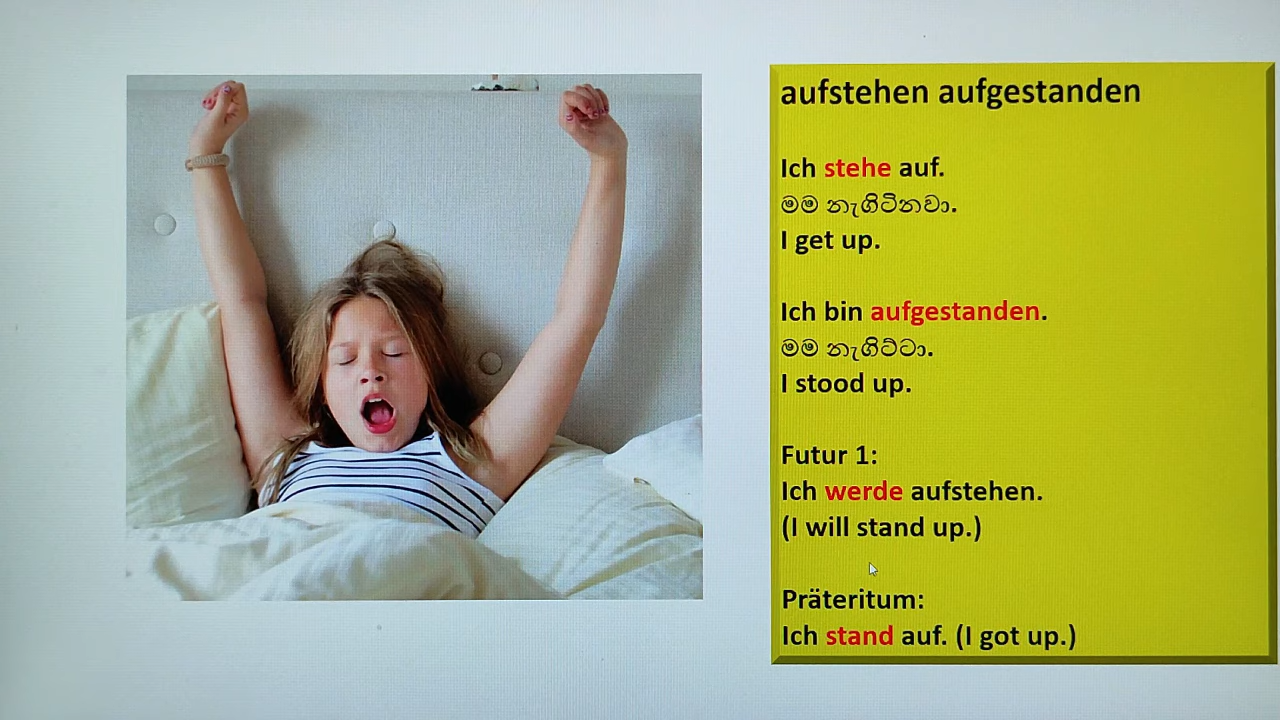 aufstehen aufgestanden
Ich stehe auf.
මම නැගිටිනවා.
I get up.
Ich bin aufgestanden.
මම නැගිට්ටා.
I stood up.
Futur 1:
Ich werde aufstehen.
(I will stand up.)
Präteritum:
Ich stand auf. (I got up.)